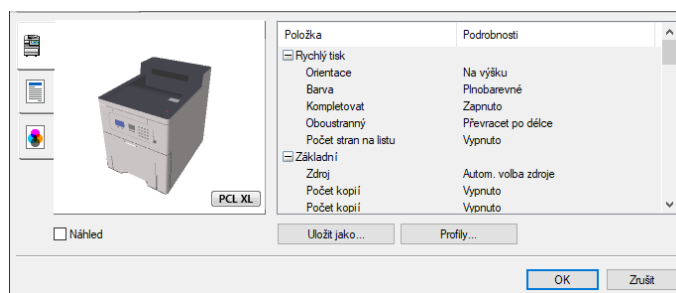 Položka Podrobnosti
Rychlý tisk
Orientace Na výšku
Barva Plnobarevné
Kompletovat Zapnuto
Oboustranný Převracet po délce
Počet stran na listu Vypnuto
Základní
Zdroj Autom. volba zdroje
Počet kopií Vypnuto
Počet kopií Vypnuto
PCL XL
Náhled Uložit jako... Profily...
OK Zrušit